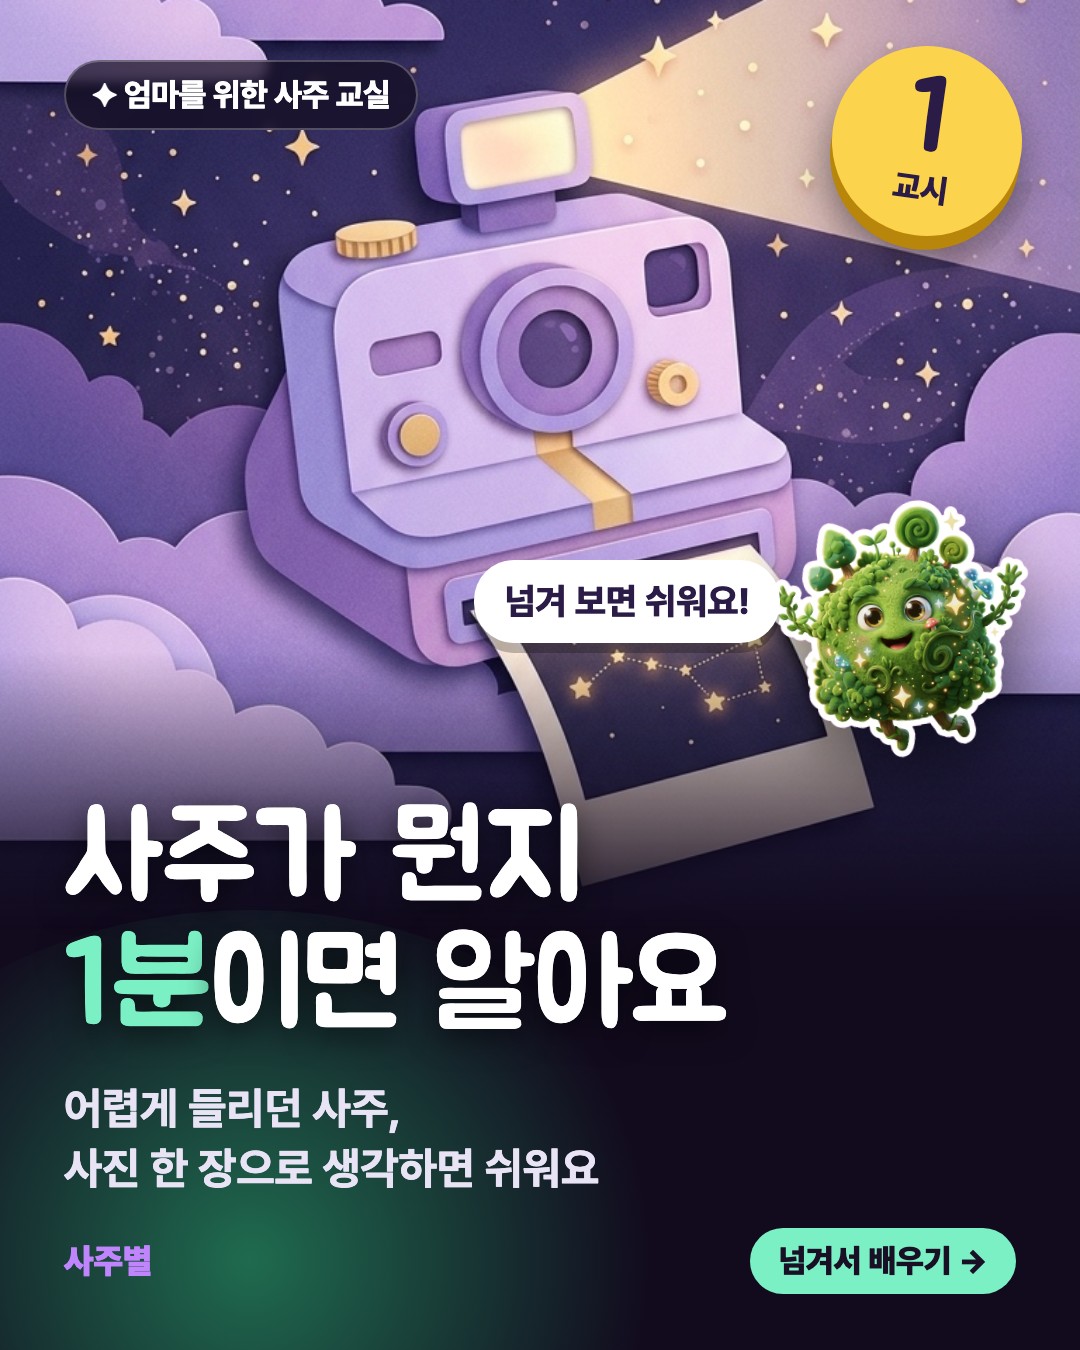 ✦ 엄마를 위한 사주 교실
1
교시
넘겨 보면 쉬워요!
사주가 뭔지
1분이면 알아요
어렵게 들리던 사주,
사진 한 장으로 생각하면 쉬워요
사주별
넘겨서 배우기 →